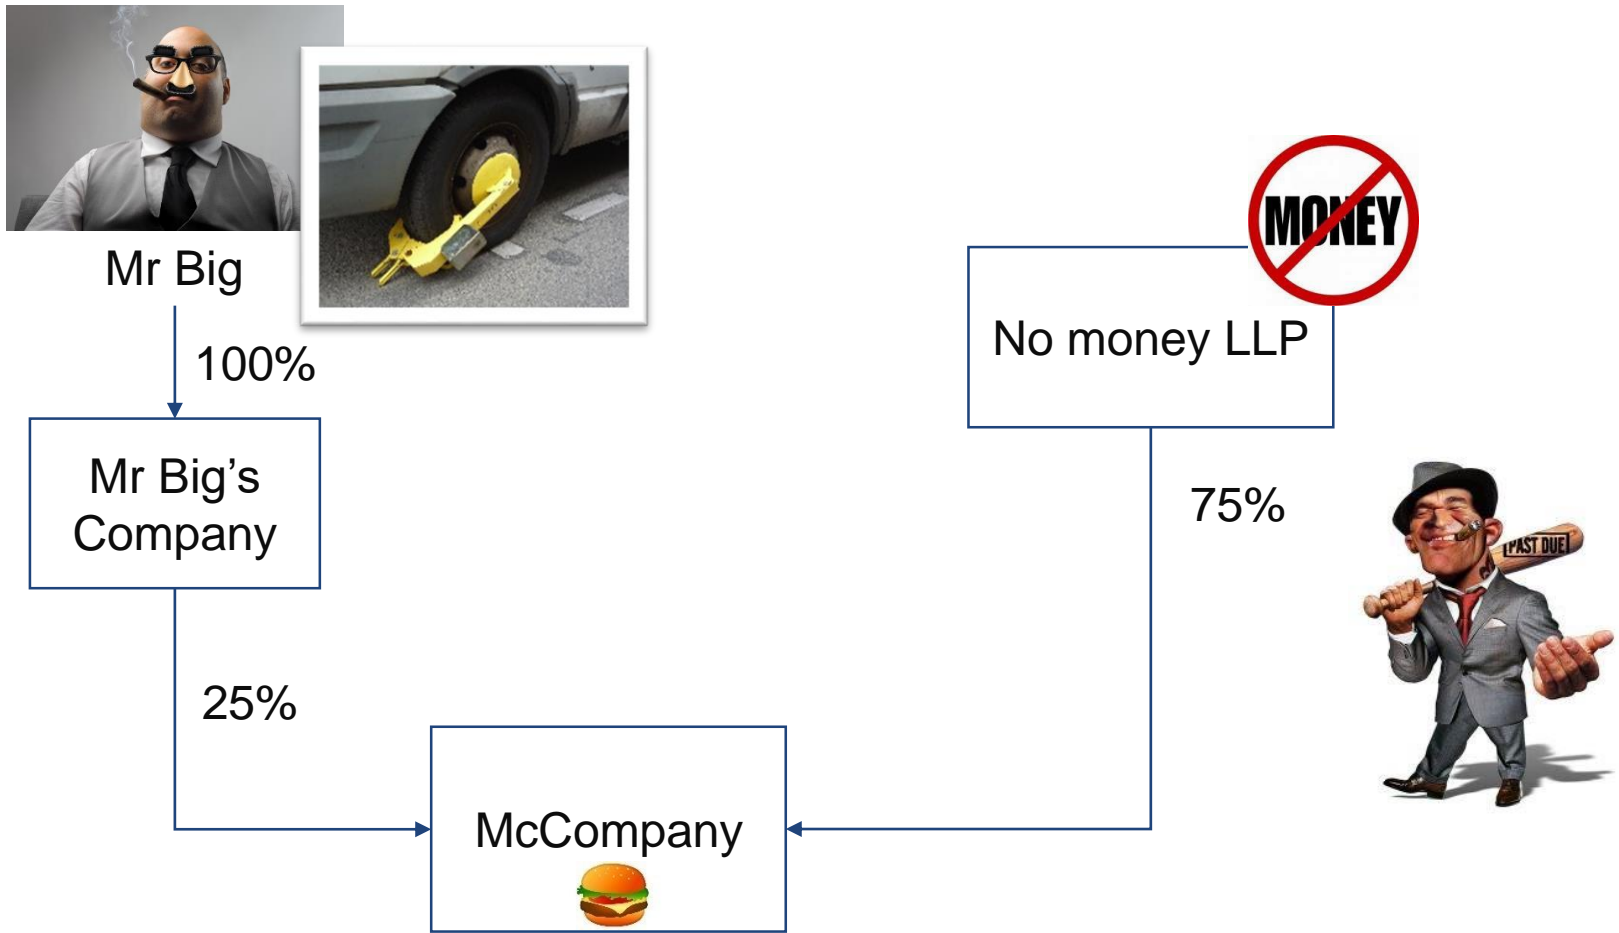 Mr Big
100%
Mr Big’s
Company
25%
MONEY
No money LLP
75%
PAST DUE
McCompany